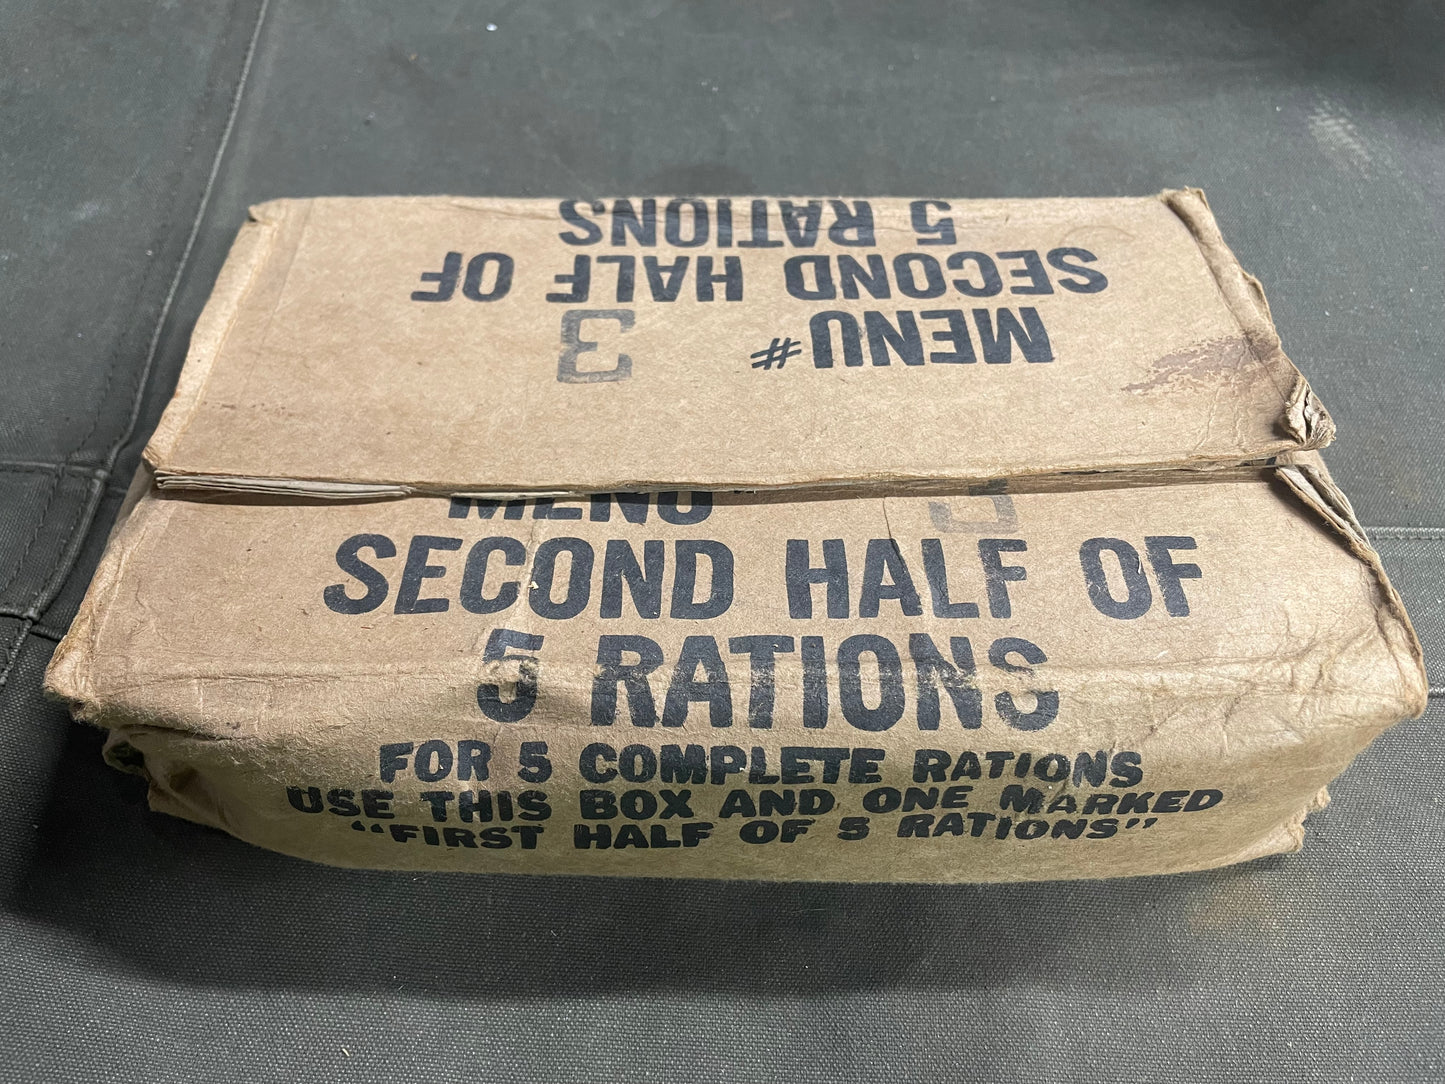 MENU # 3
SECOND HALF OF
5 RATIONS
MENU
SECOND HALF OF
5 RATIONS
FOR 5 COMPLETE RATIONS
USE THIS BOX AND ONE MARKED
"FIRST HALF OF 5 RATIONS"